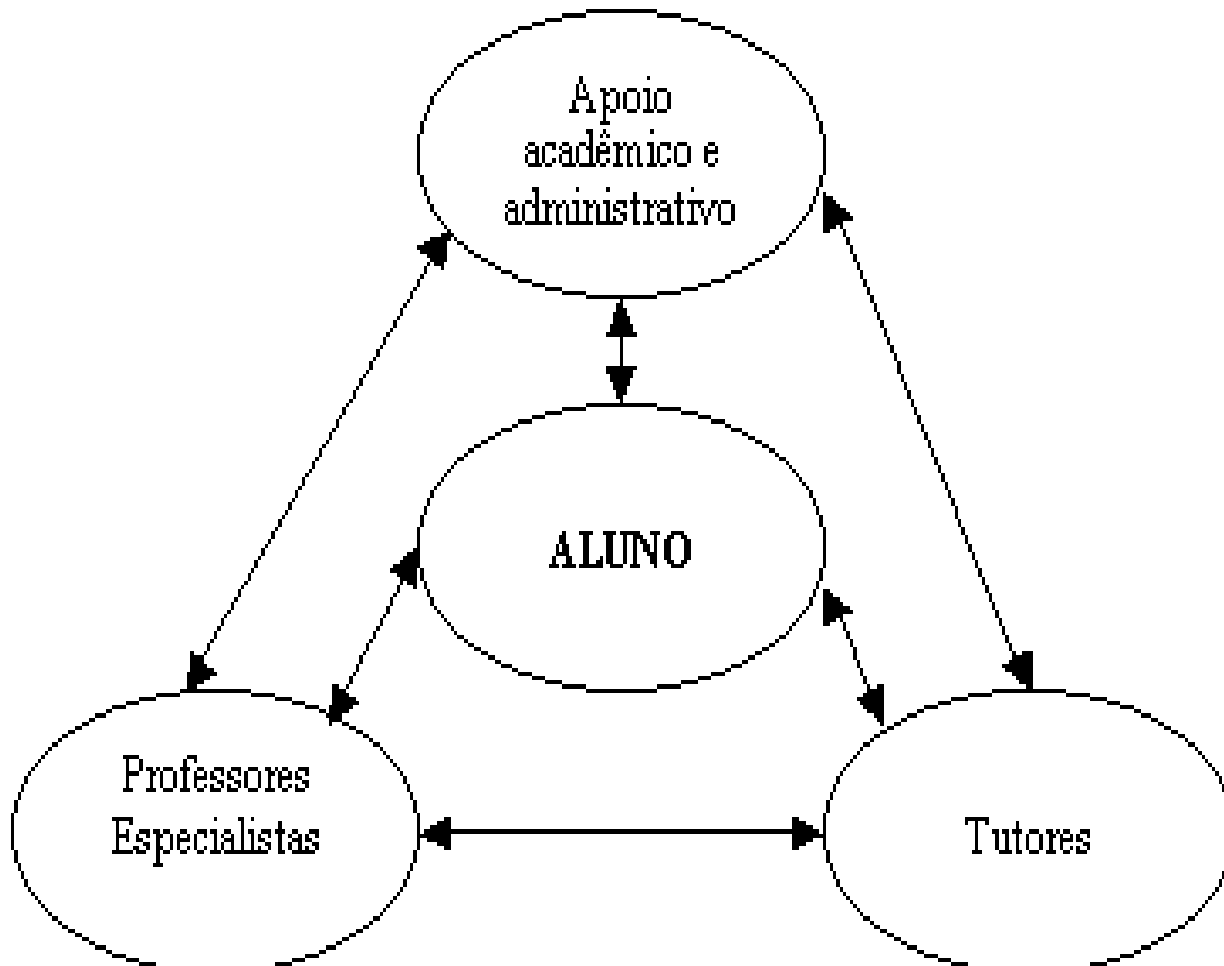 Apoio
acadêmico e
administrativo
ALUNO
Professores
Especialistas
Tutores